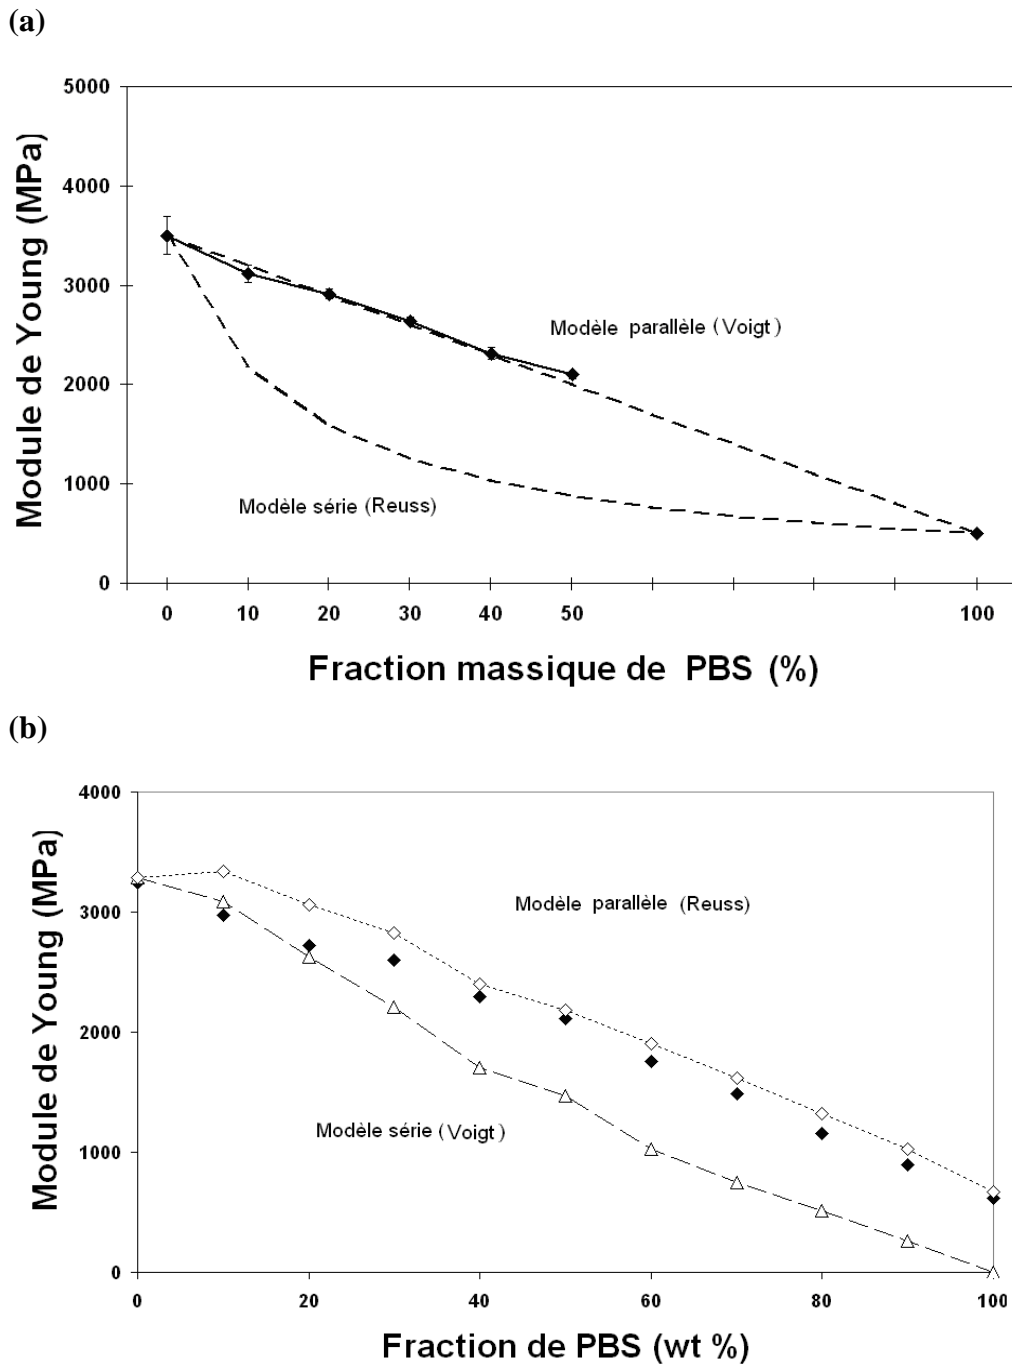 (a)
5000
4000
3000
2000
1000
0
Module de Young (MPa)
Modèle parallèle (Voigt)
Modèle série (Reuss)
0 10 20 30 40 50 100
Fraction massique de PBS (%)
(b)
4000
3000
2000
1000
0
Module de Young (MPa)
Modèle parallèle (Reuss)
Modèle série (Voigt)
0 20 40 60 80 100
Fraction de PBS (wt %)